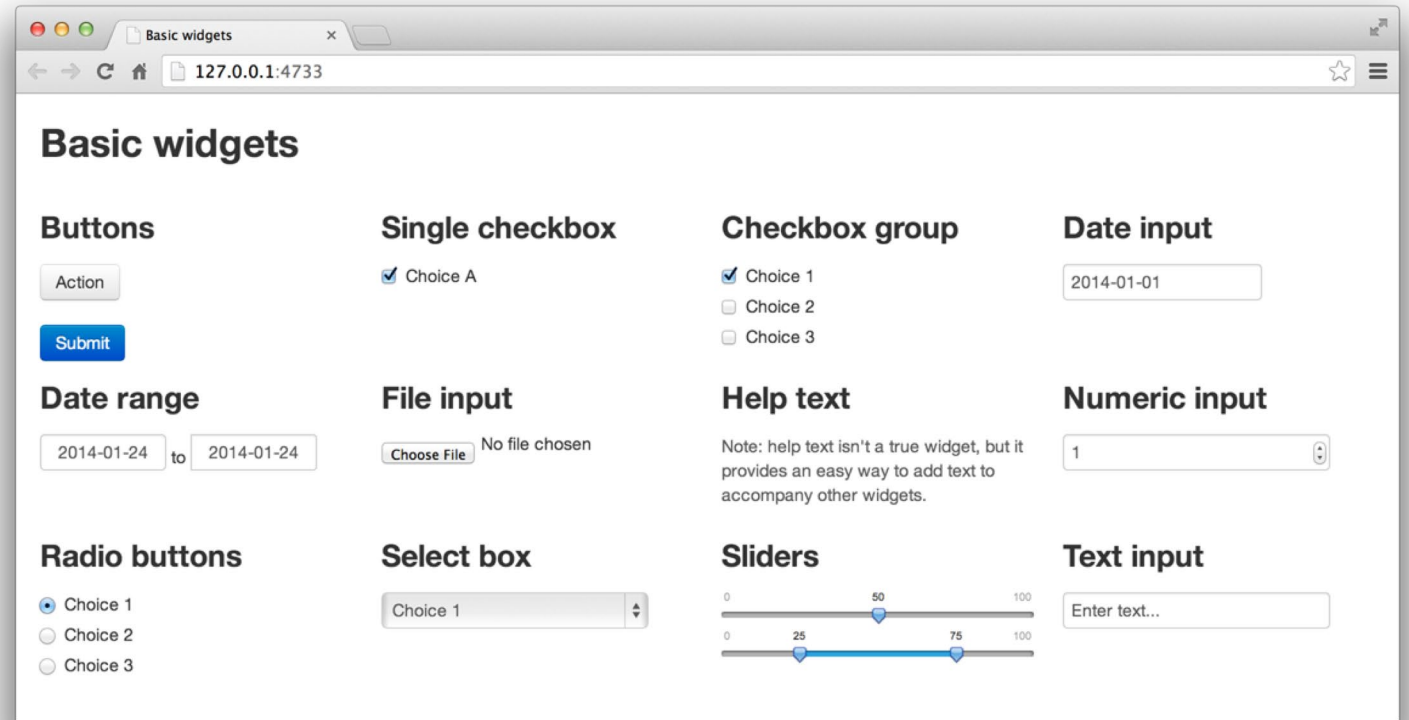 Basic widgets
127.0.0.1:4733
Basic widgets
Buttons
Action
Submit
Single checkbox
Choice A
Checkbox group
Choice 1
Choice 2
Choice 3
Date input
2014-01-01
Date range
2014-01-24 to 2014-01-24
File input
Choose File No file chosen
Help text
Note: help text isn't a true widget, but it
provides an easy way to add text to
accompany other widgets.
Numeric input
1
Radio buttons
Choice 1
Choice 2
Choice 3
Select box
Choice 1
Sliders
0 50 100
0 25 75 100
Text input
Enter text...